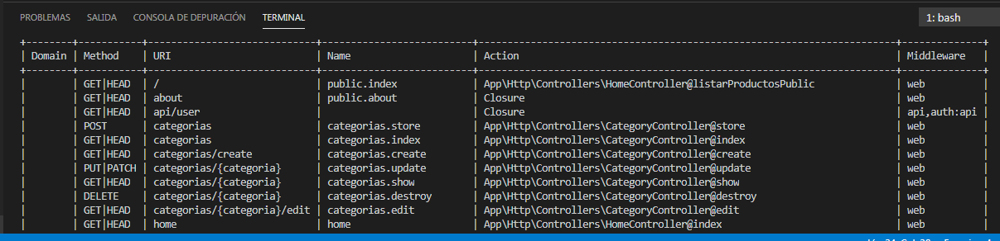 PROBLEMAS SALIDA CONSOLA DE DEPURACIÓN TERMINAL 1: bash
| Domain | Method | URI | Name | Action | Middleware |
| | GET|HEAD | / | public.index | App\Http\Controllers\HomeController@listarProductosPublic | web |
| | GET|HEAD | about | public.about | Closure | web |
| | GET|HEAD | api/user | | Closure | api,auth:api |
| | POST | categorias | categorias.store | App\Http\Controllers\CategoryController@store | web |
| | GET|HEAD | categorias | categorias.index | App\Http\Controllers\CategoryController@index | web |
| | GET|HEAD | categorias/create | categorias.create | App\Http\Controllers\CategoryController@create | web |
| | PUT|PATCH | categorias/{categoria} | categorias.update | App\Http\Controllers\CategoryController@update | web |
| | GET|HEAD | categorias/{categoria} | categorias.show | App\Http\Controllers\CategoryController@show | web |
| | DELETE | categorias/{categoria} | categorias.destroy | App\Http\Controllers\CategoryController@destroy | web |
| | GET|HEAD | categorias/{categoria}/edit | categorias.edit | App\Http\Controllers\CategoryController@edit | web |
| | GET|HEAD | home | home | App\Http\Controllers\HomeController@index | web |